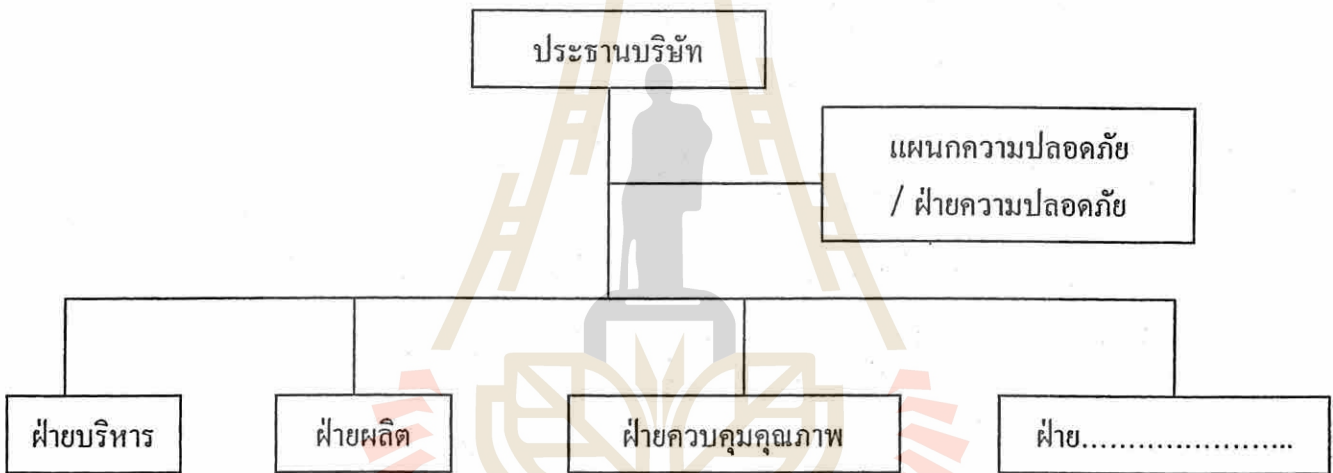 ประธานบริษัท
แผนกความปลอดภัย
/ ฝ่ายความปลอดภัย
ฝ่ายบริหาร
ฝ่ายผลิต
ฝ่ายควบคุมคุณภาพ
ฝ่าย........................